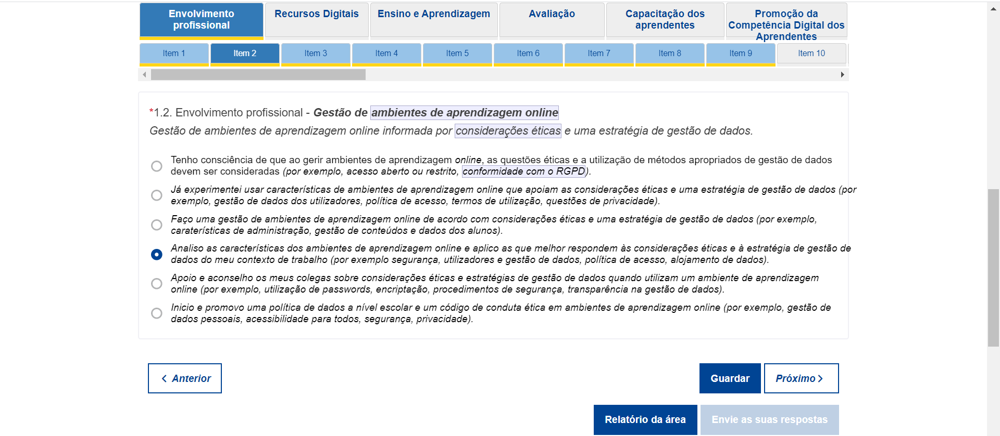 Envolvimento profissional
Recursos Digitais
Ensino e Aprendizagem
Avaliação
Capacitação dos aprendentes
Promoção da Competência Digital dos Aprendentes
Item 1
Item 2
Item 3
Item 4
Item 5
Item 6
Item 7
Item 8
Item 9
Item 10
*1.2. Envolvimento profissional - Gestão de ambientes de aprendizagem online
Gestão de ambientes de aprendizagem online informada por considerações éticas e uma estratégia de gestão de dados.
Tenho consciência de que ao gerir ambientes de aprendizagem online, as questões éticas e a utilização de métodos apropriados de gestão de dados
devem ser consideradas (por exemplo, acesso aberto ou restrito, conformidade com o RGPD).
Já experimentei usar características de ambientes de aprendizagem online que apoiam as considerações éticas e uma estratégia de gestão de dados (por
exemplo, gestão de dados dos utilizadores, política de acesso, termos de utilização, questões de privacidade).
Faço uma gestão de ambientes de aprendizagem online de acordo com considerações éticas e uma estratégia de gestão de dados (por exemplo,
caraterísticas de administração, gestão de conteúdos e dados dos alunos).
Analiso as características dos ambientes de aprendizagem online e aplico as que melhor respondem às considerações éticas e à estratégia de gestão de
dados do meu contexto de trabalho (por exemplo segurança, utilizadores e gestão de dados, política de acesso, alojamento de dados).
Apoio e aconselho os meus colegas sobre considerações éticas e estratégias de gestão de dados quando utilizam um ambiente de aprendizagem
online (por exemplo, utilização de passwords, encriptação, procedimentos de segurança, transparência na gestão de dados).
Inicio e promovo uma política de dados a nível escolar e um código de conduta ética em ambientes de aprendizagem online (por exemplo, gestão de
dados pessoais, acessibilidade para todos, segurança, privacidade).
Anterior
Guardar
Próximo
Relatório da área
Envie as suas respostas